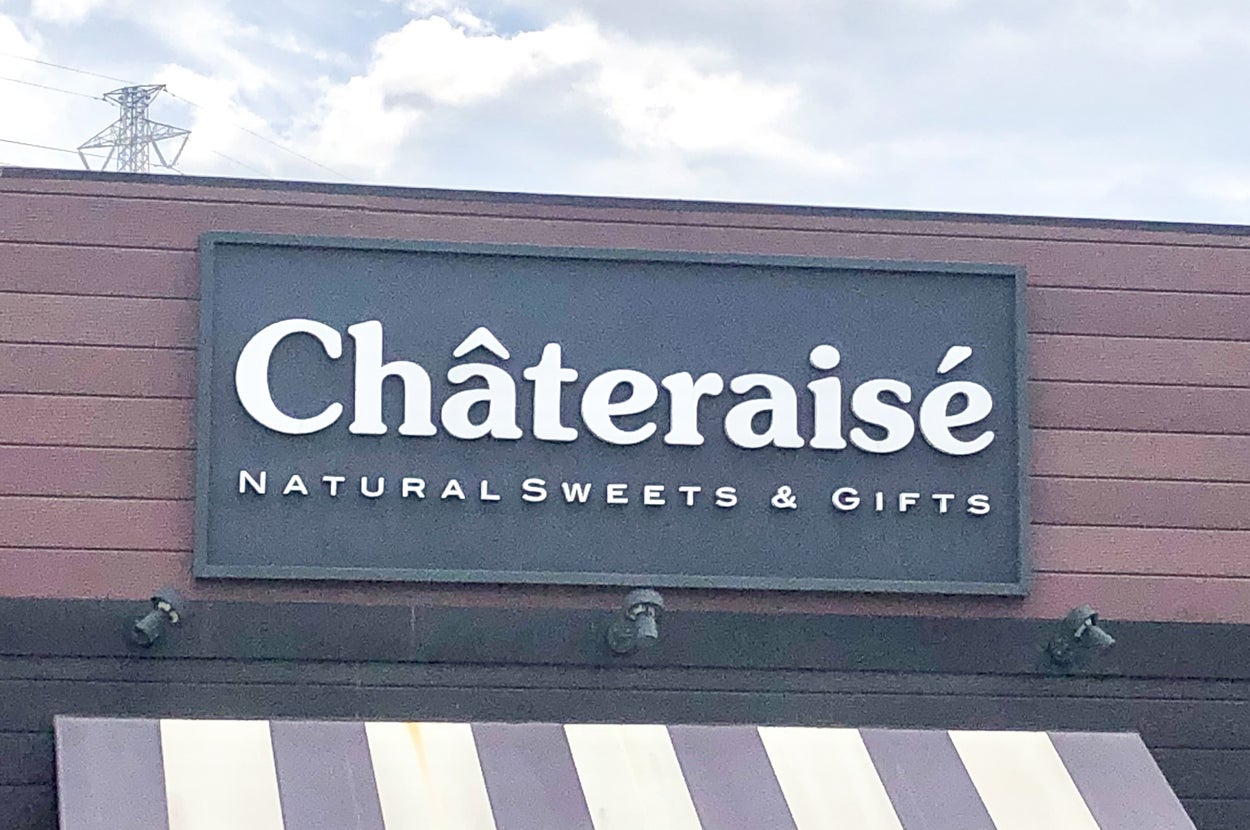 Châteraisé
NATURAL SWEETS & GIFTS